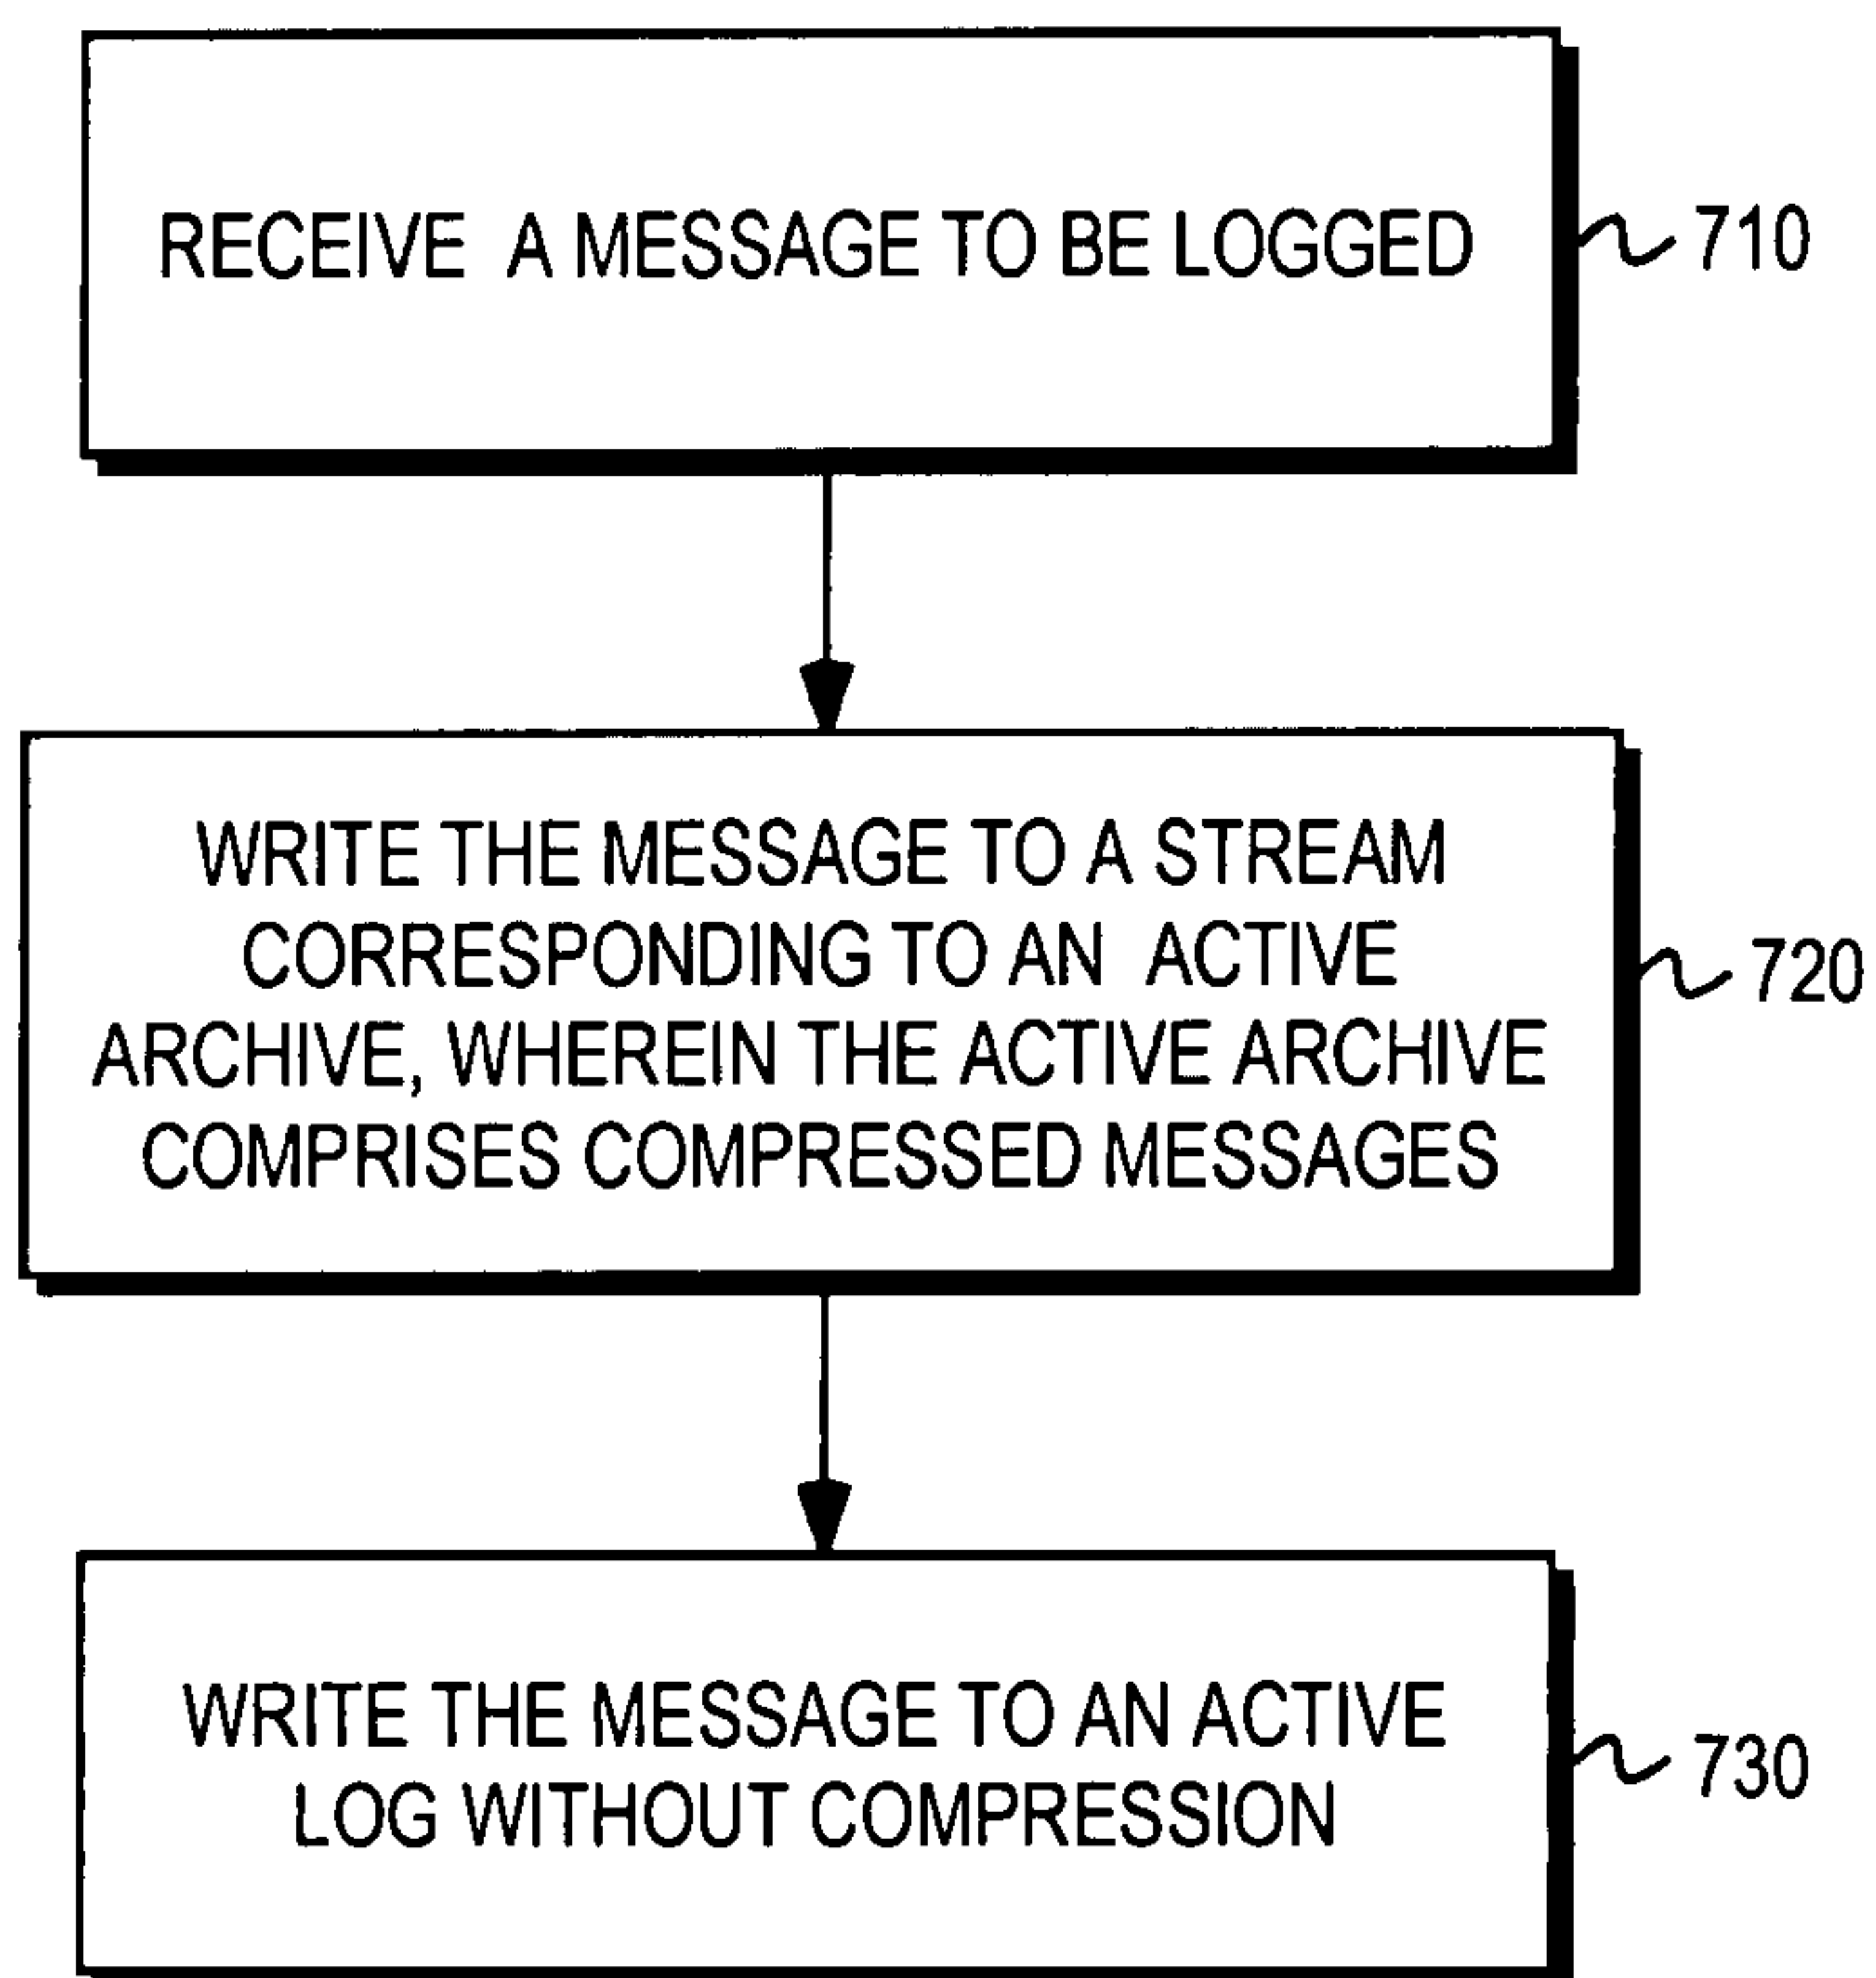 RECEIVE A MESSAGE TO BE LOGGED
710
WRITE THE MESSAGE TO A STREAM
CORRESPONDING TO AN ACTIVE
ARCHIVE, WHEREIN THE ACTIVE ARCHIVE
COMPRISES COMPRESSED MESSAGES
720
WRITE THE MESSAGE TO AN ACTIVE
LOG WITHOUT COMPRESSION
730